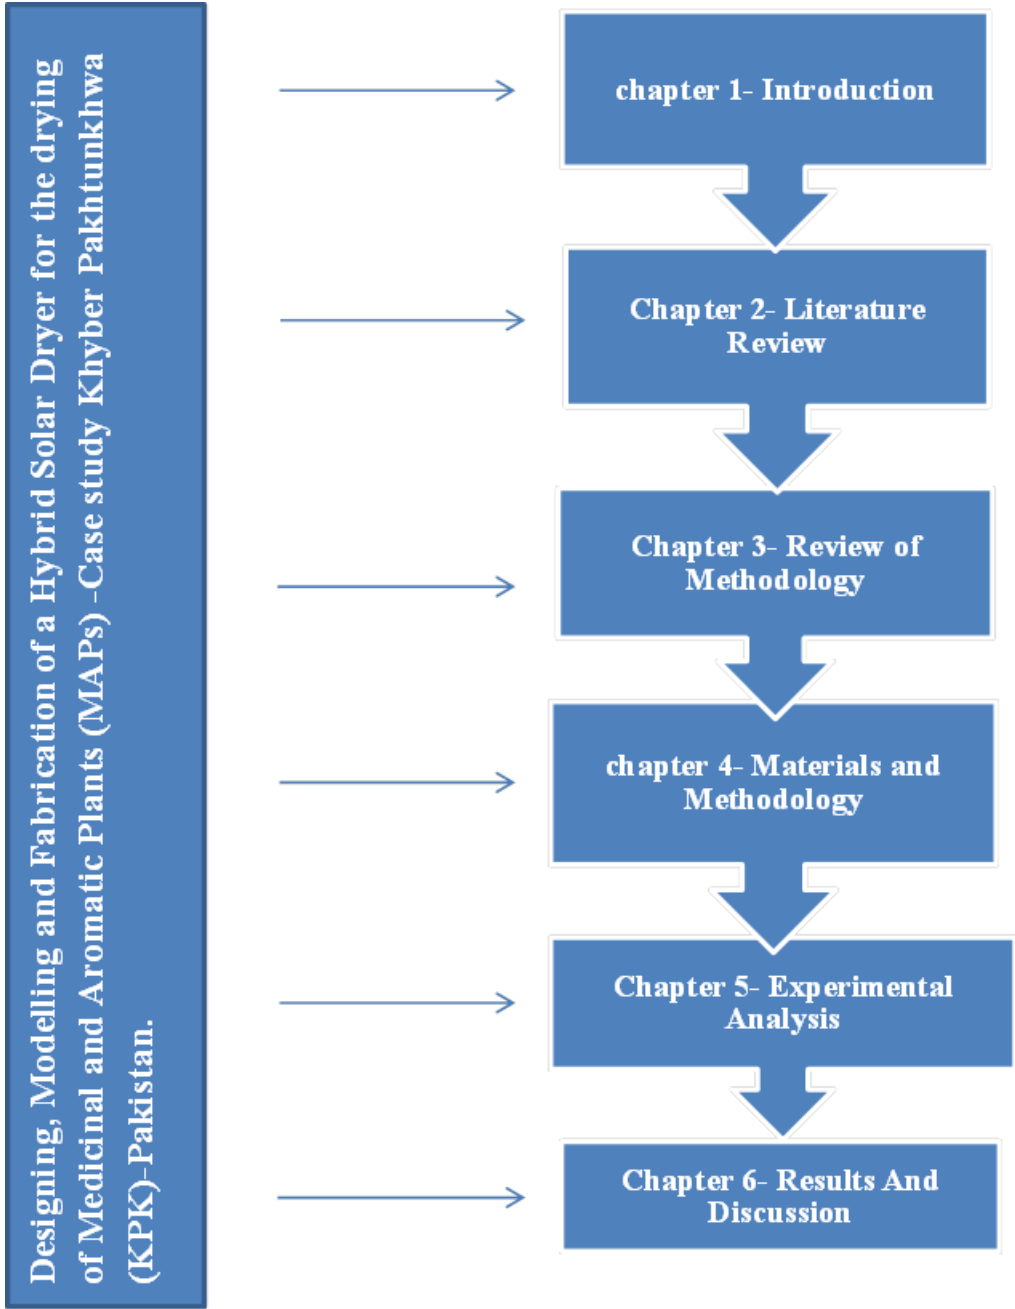 Designing, Modelling and Fabrication of a Hybrid Solar Dryer for the drying
of Medicinal and Aromatic Plants (MAPs) -Case study Khyber Pakhtunkhwa
(KPK)-Pakistan.
chapter 1- Introduction
Chapter 2- Literature
Review
Chapter 3- Review of
Methodology
chapter 4- Materials and
Methodology
Chapter 5- Experimental
Analysis
Chapter 6- Results And
Discussion